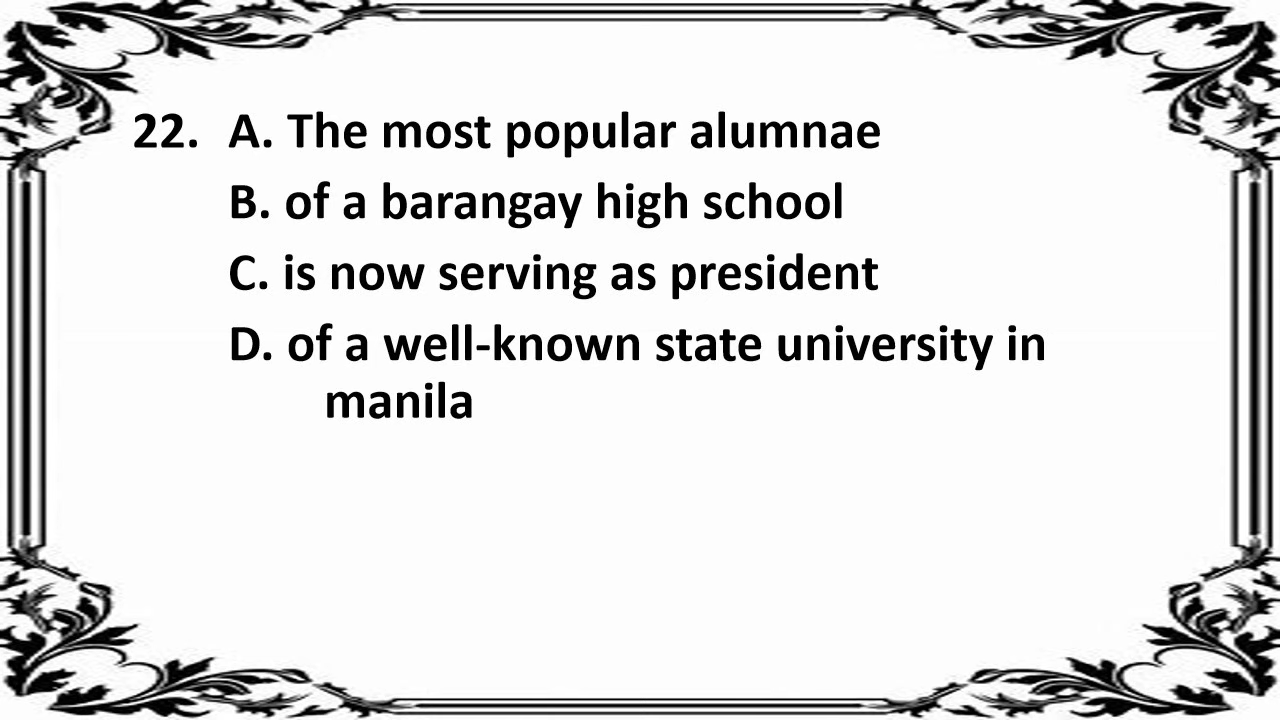 22. A. The most popular alumnae
B. of a barangay high school
C. is now serving as president
D. of a well-known state university in
manila